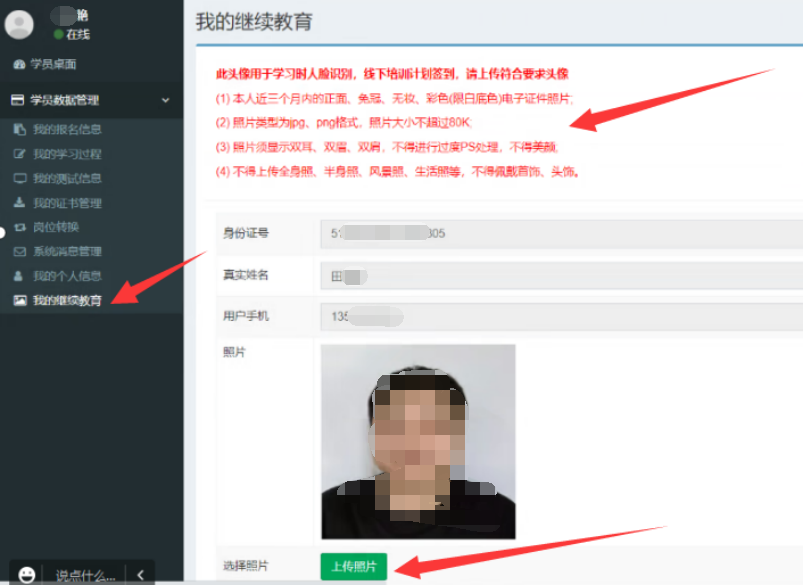 艳
在线
学员桌面
学员数据管理
我的报名信息
我的学习过程
我的测试信息
我的证书管理
岗位转换
系统消息管理
我的个人信息
我的继续教育
说点什么...
我的继续教育
此头像用于学习时人脸识别，线下培训计划签到，请上传符合要求头像
(1) 本人近三个月内的正面、免冠、无妆、彩色(限白底色)电子证件照片;
(2) 照片类型为jpg、png格式，照片大小不超过80K;
(3) 照片须显示双耳、双眉、双肩，不得进行过度PS处理，不得美颜;
(4) 不得上传全身照、半身照、风景照、生活照等，不得佩戴首饰、头饰。
身份证号 51 805
真实姓名 田
用户手机 135
照片
选择照片 上传照片